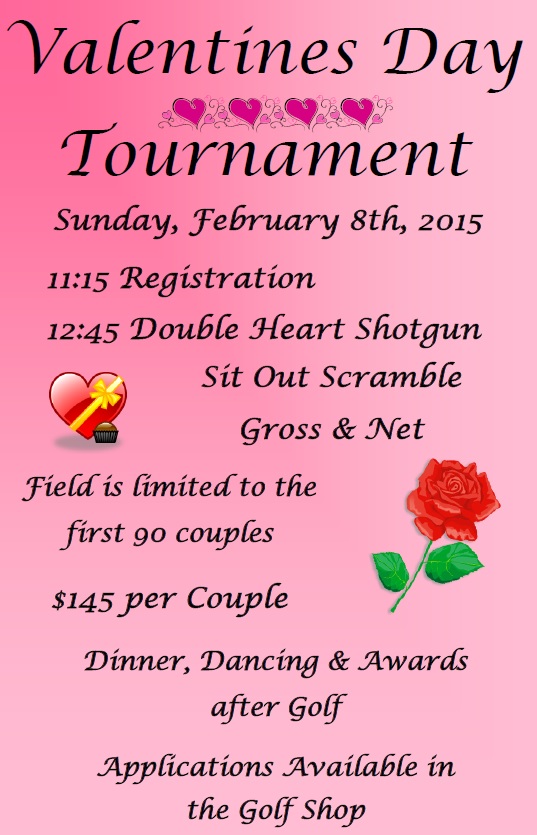 Valentines Day
Tournament
Sunday, February 8th, 2015
11:15 Registration
12:45 Double Heart Shotgun
Sit Out Scramble
Gross & Net
Field is limited to the
first 90 couples
$145 per Couple
Dinner, Dancing & Awards
after Golf
Applications Available in
the Golf Shop